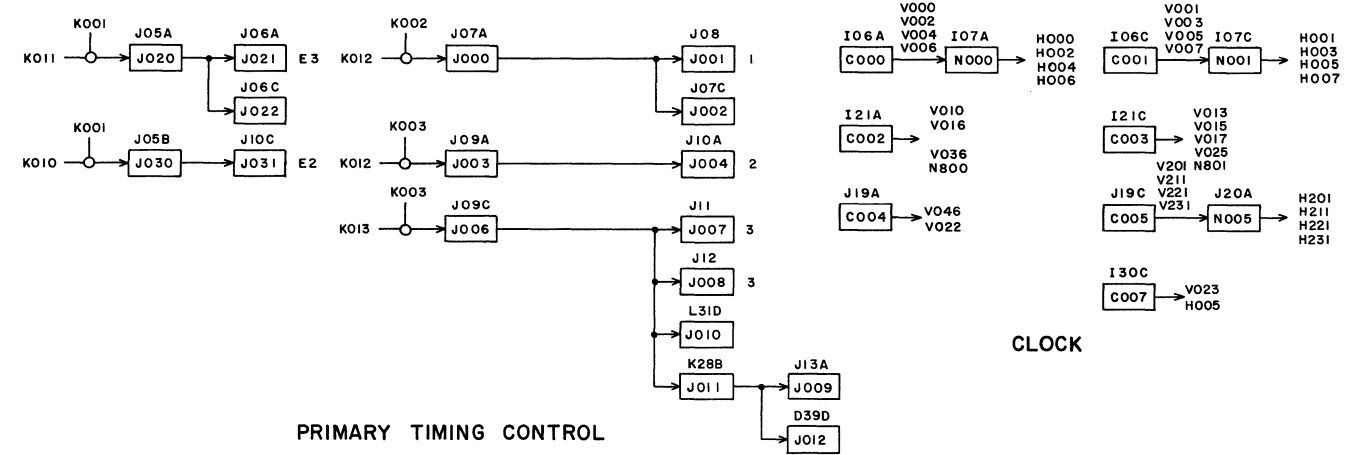 K001
J05A
J06A
K011
J020
J021
E3
J06C
J022
K001
J05B
J10C
K010
J030
J031
E2
K002
J07A
J08
K012
J000
J001
1
J07C
J002
K003
J09A
J10A
K012
J003
J004
2
K003
J09C
J11
K013
J006
J007
3
J12
J008
3
L31D
J010
K28B
J13A
J011
J009
D39D
J012
PRIMARY TIMING CONTROL
V000
V002
V004
V006
I06A
I07A
C000
N000
H000
H002
H004
H006
V001
V003
V005
V007
I06C
I07C
C001
N001
H001
H003
H005
H007
I21A
C002
V010
V016
V036
N800
I21C
C003
V013
V015
V017
V025
N801
J19A
C004
V046
V022
V201
V211
V221
V231
J19C
J20A
C005
N005
H201
H211
H221
H231
I30C
C007
V023
H005
CLOCK